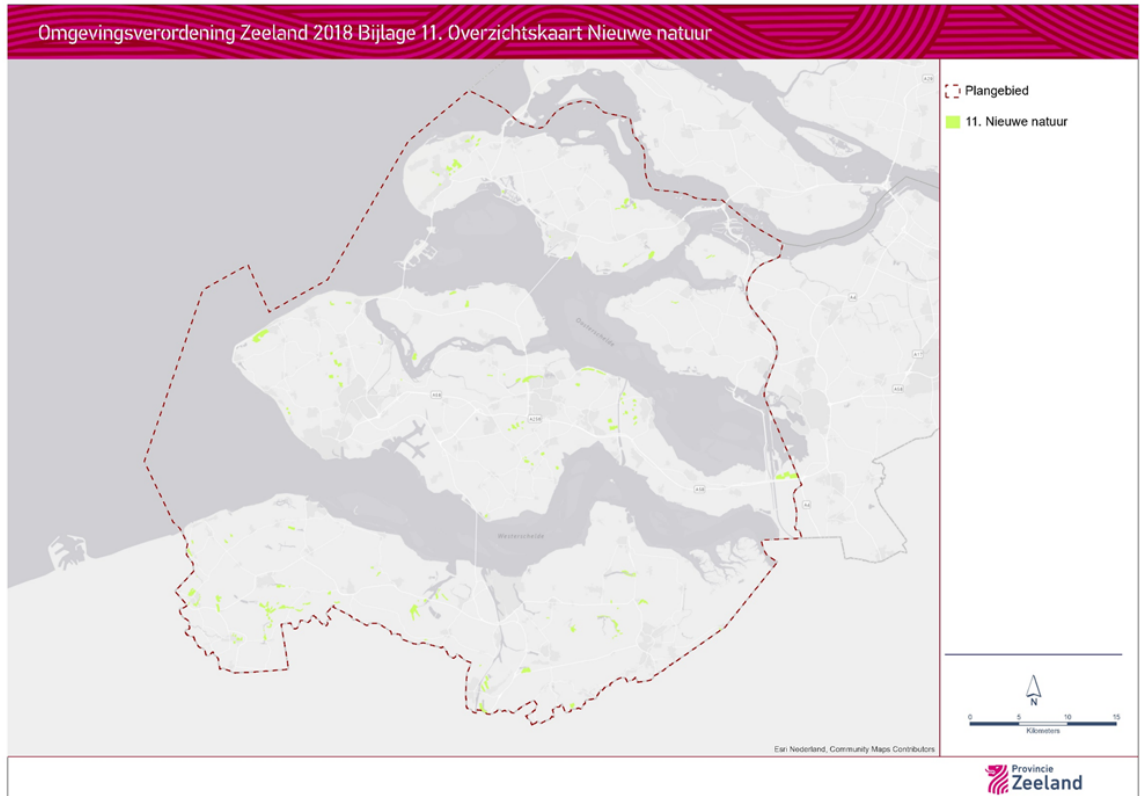 Omgevingsverordening Zeeland 2018 Bijlage 11. Overzichtskaart Nieuwe natuur
Plangebied
11. Nieuwe natuur
Oosterschelde
A58
A58
Westerschelde
A4
A4
N
0 5 10 15
Kilometers
Esri Nederland, Community Maps Contributors
Provincie
Zeeland